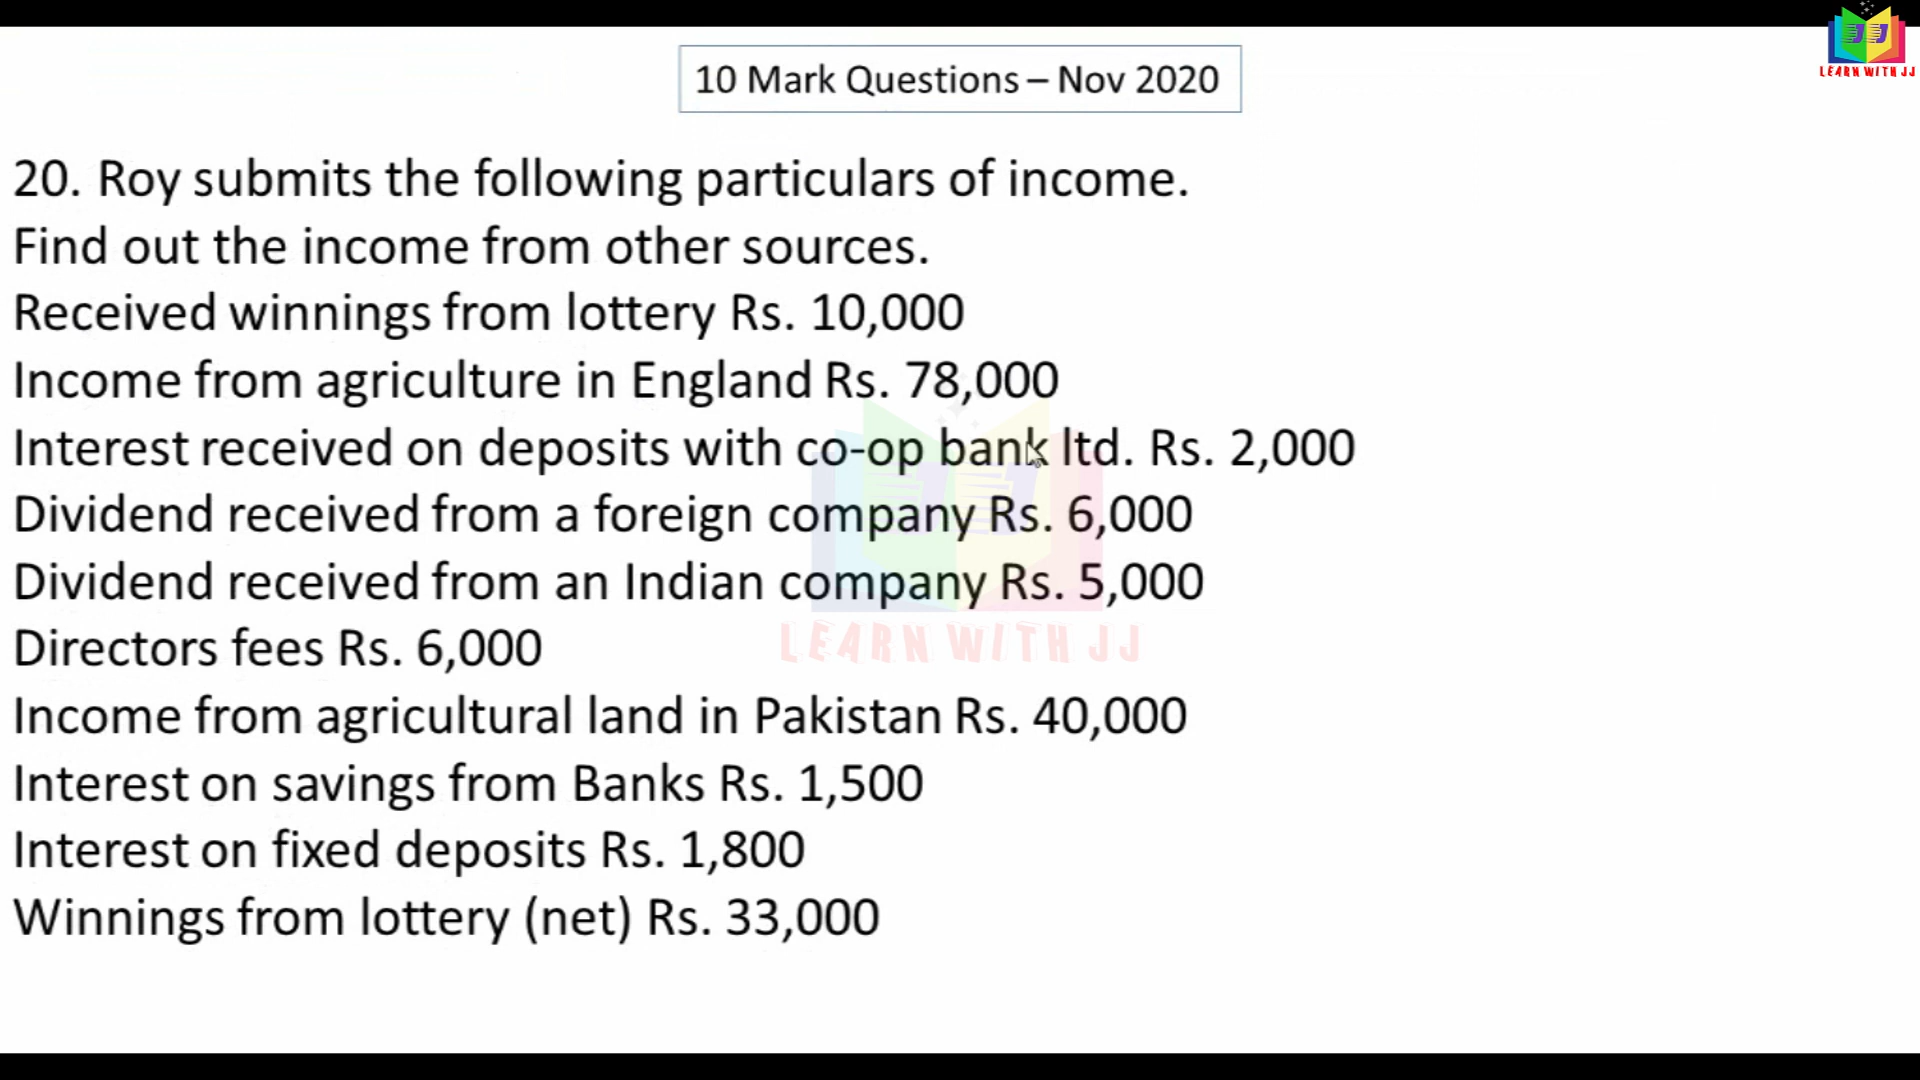 LEARN WITH JJ
10 Mark Questions – Nov 2020
20. Roy submits the following particulars of income.
Find out the income from other sources.
Received winnings from lottery Rs. 10,000
Income from agriculture in England Rs. 78,000
Interest received on deposits with co-op bank ltd. Rs. 2,000
Dividend received from a foreign company Rs. 6,000
Dividend received from an Indian company Rs. 5,000
Directors fees Rs. 6,000
LEARN WITH JJ
Income from agricultural land in Pakistan Rs. 40,000
Interest on savings from Banks Rs. 1,500
Interest on fixed deposits Rs. 1,800
Winnings from lottery (net) Rs. 33,000